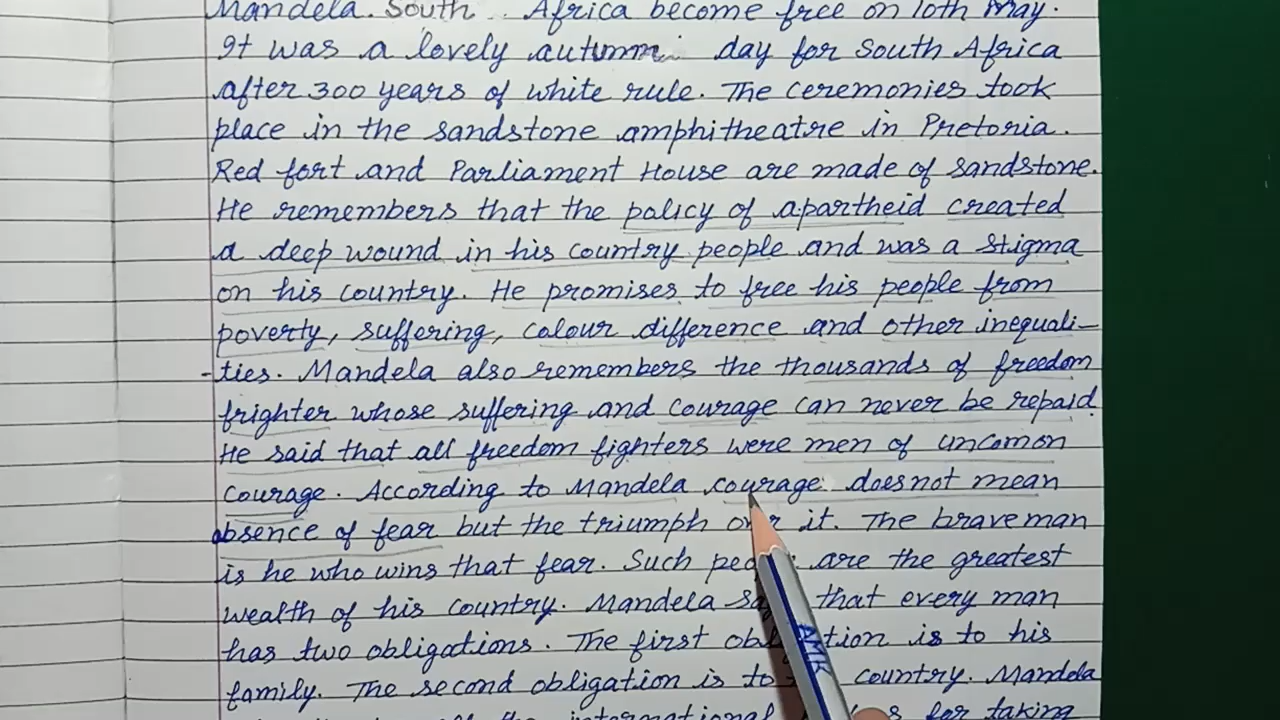 Mandela. South . . Africa become free on 10th May.
It was a lovely autumn day for South Africa
after 300 years of white rule. The ceremonies took
place in the sandstone amphitheatre in Pretoria.
Red fort and Parliament House are made of sandstone.
He remembers that the policy of apartheid created
a deep wound in his country people and was a stigma
on his country. He promises to free his people from
poverty, suffering, colour difference and other inequali-
-ties. Mandela also remembers the thousands of freedom
frighter whose suffering and courage can never be repaid
He said that all freedom fighters were men of uncomon
courage. According to Mandela courage does not mean
absence of fear but the triumph over it. The brave man
is he who wins that fear. Such are the greatest
wealth of his country. Mandela that every man
has two obligations. The first is to his
family. The second obligation is to country. Mandela
the international for taking
AMK